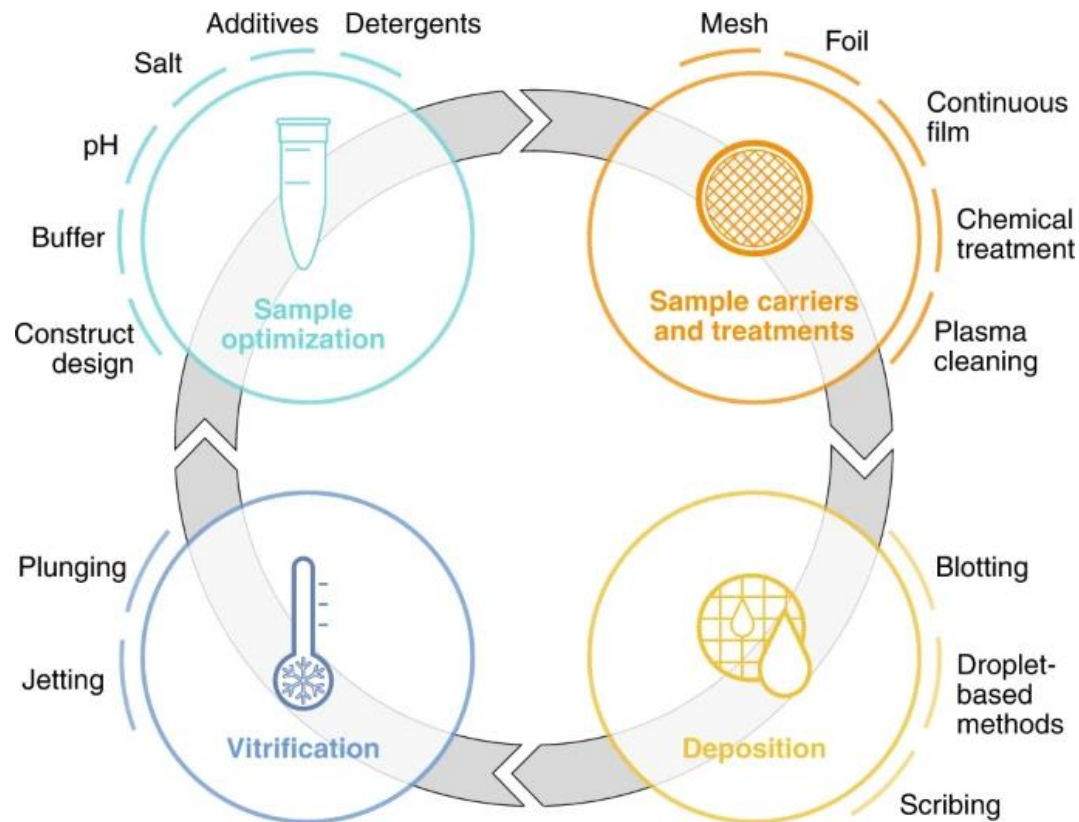 Additives
Detergents
Salt
pH
Buffer
Construct
design
Sample
optimization
Mesh
Foil
Continuous
film
Chemical
treatment
Plasma
cleaning
Sample carriers
and treatments
Blotting
Droplet-
based
methods
Scribing
Deposition
Plunging
Jetting
Vitrification